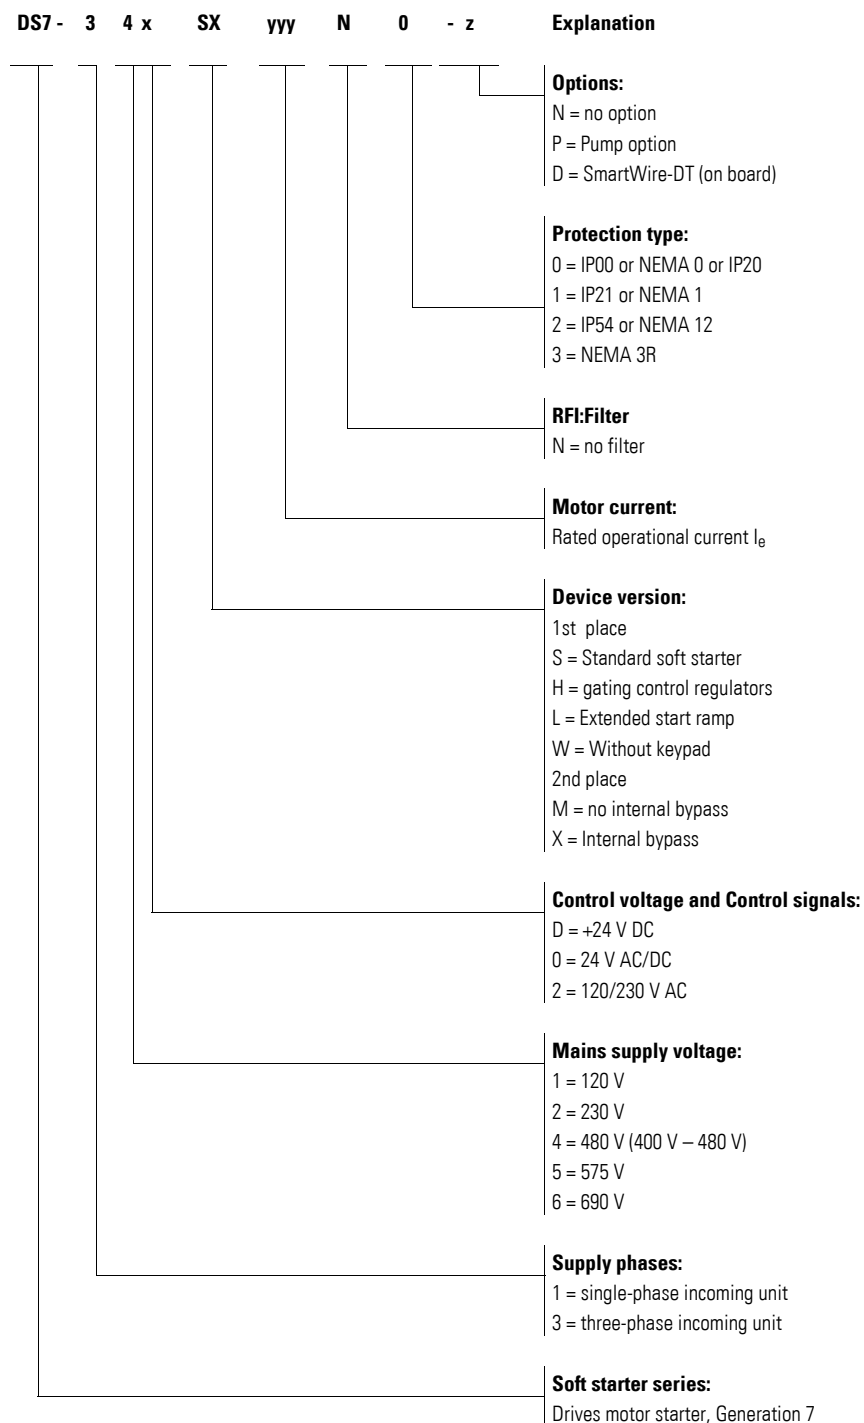 DS7 - 3 4 x SX yyy N 0 - z Explanation
Options:
N = no option
P = Pump option
D = SmartWire-DT (on board)
Protection type:
0 = IP00 or NEMA 0 or IP20
1 = IP21 or NEMA 1
2 = IP54 or NEMA 12
3 = NEMA 3R
RFI:Filter
N = no filter
Motor current:
Rated operational current Ie
Device version:
1st place
S = Standard soft starter
H = gating control regulators
L = Extended start ramp
W = Without keypad
2nd place
M = no internal bypass
X = Internal bypass
Control voltage and Control signals:
D = +24 V DC
0 = 24 V AC/DC
2 = 120/230 V AC
Mains supply voltage:
1 = 120 V
2 = 230 V
4 = 480 V (400 V – 480 V)
5 = 575 V
6 = 690 V
Supply phases:
1 = single-phase incoming unit
3 = three-phase incoming unit
Soft starter series:
Drives motor starter, Generation 7